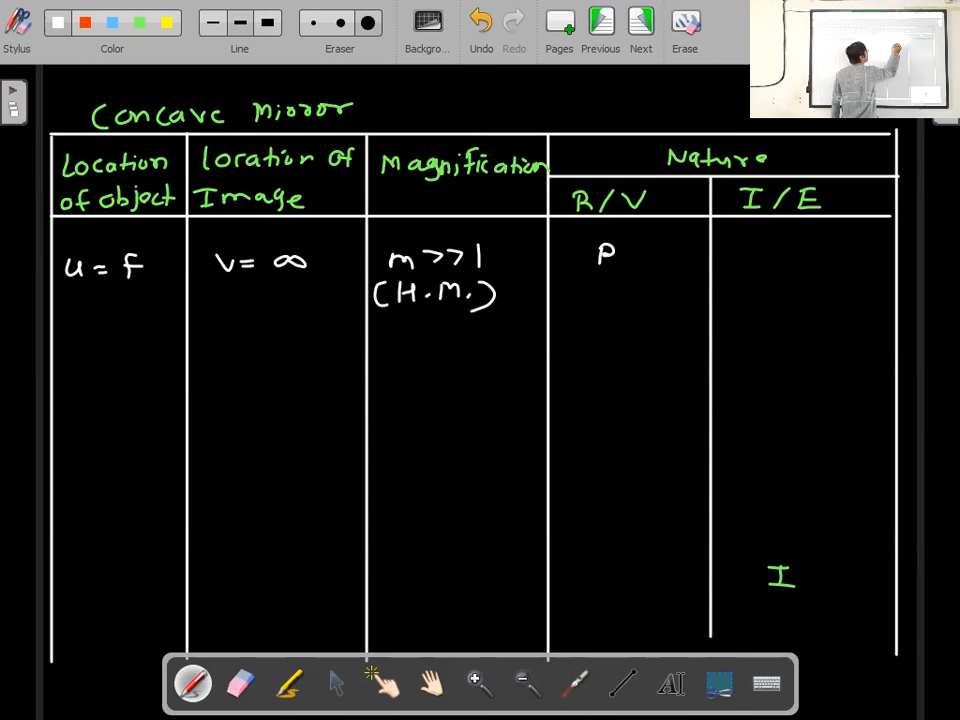 Stylus
Color
Line
Eraser
Backgro...
Undo
Redo
Pages
Previous
Next
Erase
Concave Mirror
Location of object
Location of Image
Magnification
Nature
R / V
I / E
u = f
v = ∞
m >> 1
(H.M.)
P
I
AI